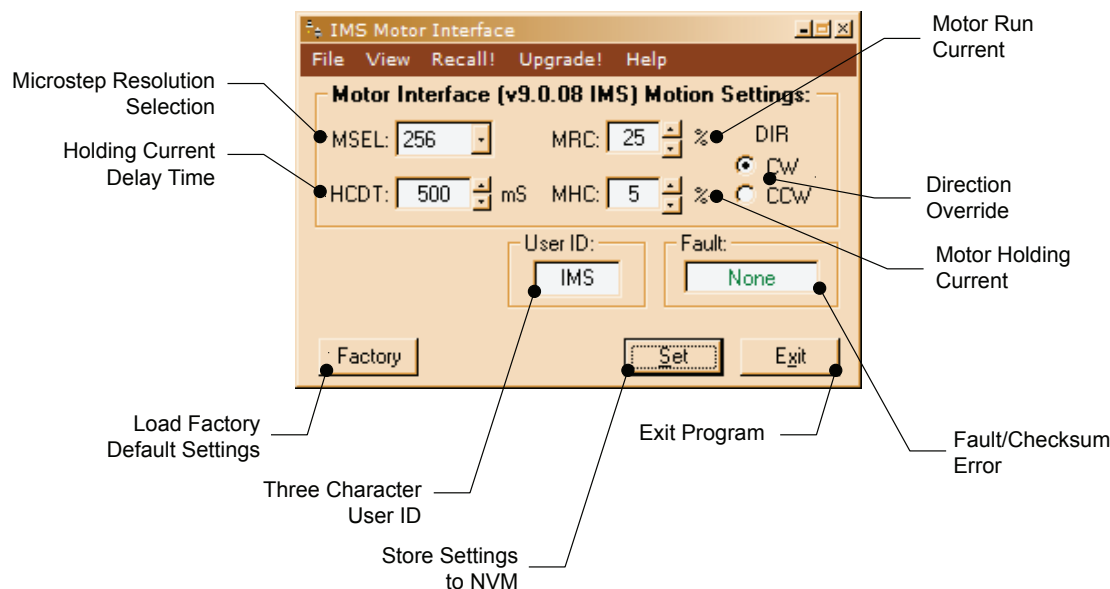 IMS Motor Interface
File View Recall! Upgrade! Help
Motor Interface (v9.0.08 IMS) Motion Settings:
MSEL: 256
MRC: 25 %
DIR
CW
HCDT: 500 mS
MHC: 5 %
CCW
User ID:
IMS
Fault:
None
Factory
Set
Exit
Microstep Resolution
Selection
Holding Current
Delay Time
Motor Run
Current
Direction
Override
Motor Holding
Current
Load Factory
Default Settings
Three Character
User ID
Store Settings
to NVM
Exit Program
Fault/Checksum
Error